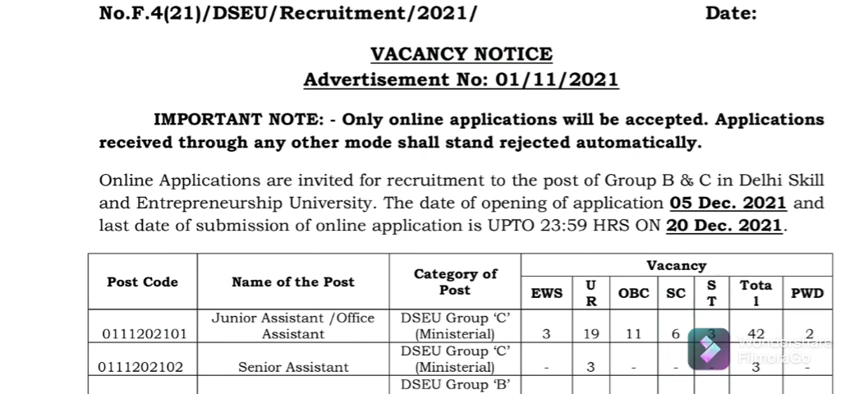 No.F.4(21)/DSEU/Recruitment/2021/ Date:
VACANCY NOTICE
Advertisement No: 01/11/2021
IMPORTANT NOTE: - Only online applications will be accepted. Applications
received through any other mode shall stand rejected automatically.
Online Applications are invited for recruitment to the post of Group B & C in Delhi Skill
and Entrepreneurship University. The date of opening of application 05 Dec. 2021 and
last date of submission of online application is UPTO 23:59 HRS ON 20 Dec. 2021.
Post Code Name of the Post Category of Post Vacancy
EWS UR OBC SC ST Total PWD
0111202101 Junior Assistant /Office Assistant DSEU Group ‘C’ (Ministerial) 3 19 11 6 3 42 2
0111202102 Senior Assistant DSEU Group ‘C’ (Ministerial) - 3 - - - 3 -
DSEU Group ‘B’
Wondershare
FilmoraGo